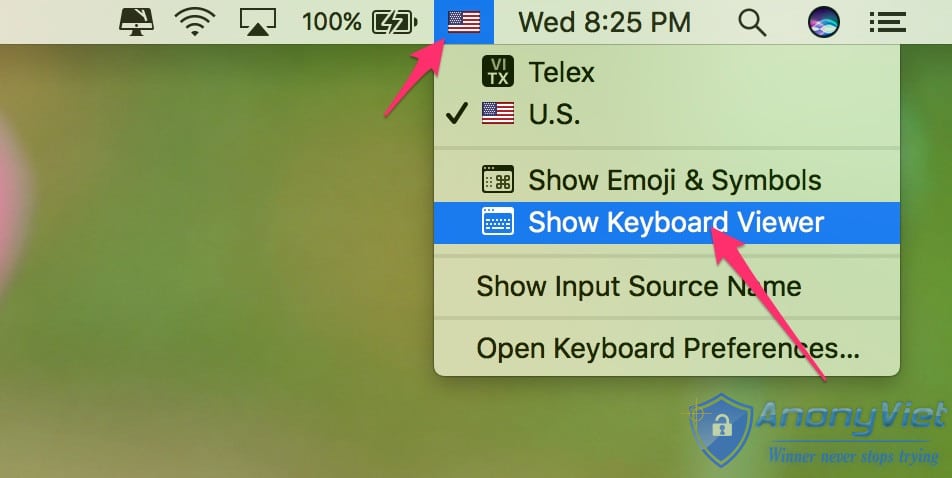 100% Wed 8:25 PM
VI
TX
Telex
U.S.
Show Emoji & Symbols
Show Keyboard Viewer
Show Input Source Name
Open Keyboard Preferences...
AnonyViet
Winner never stops trying